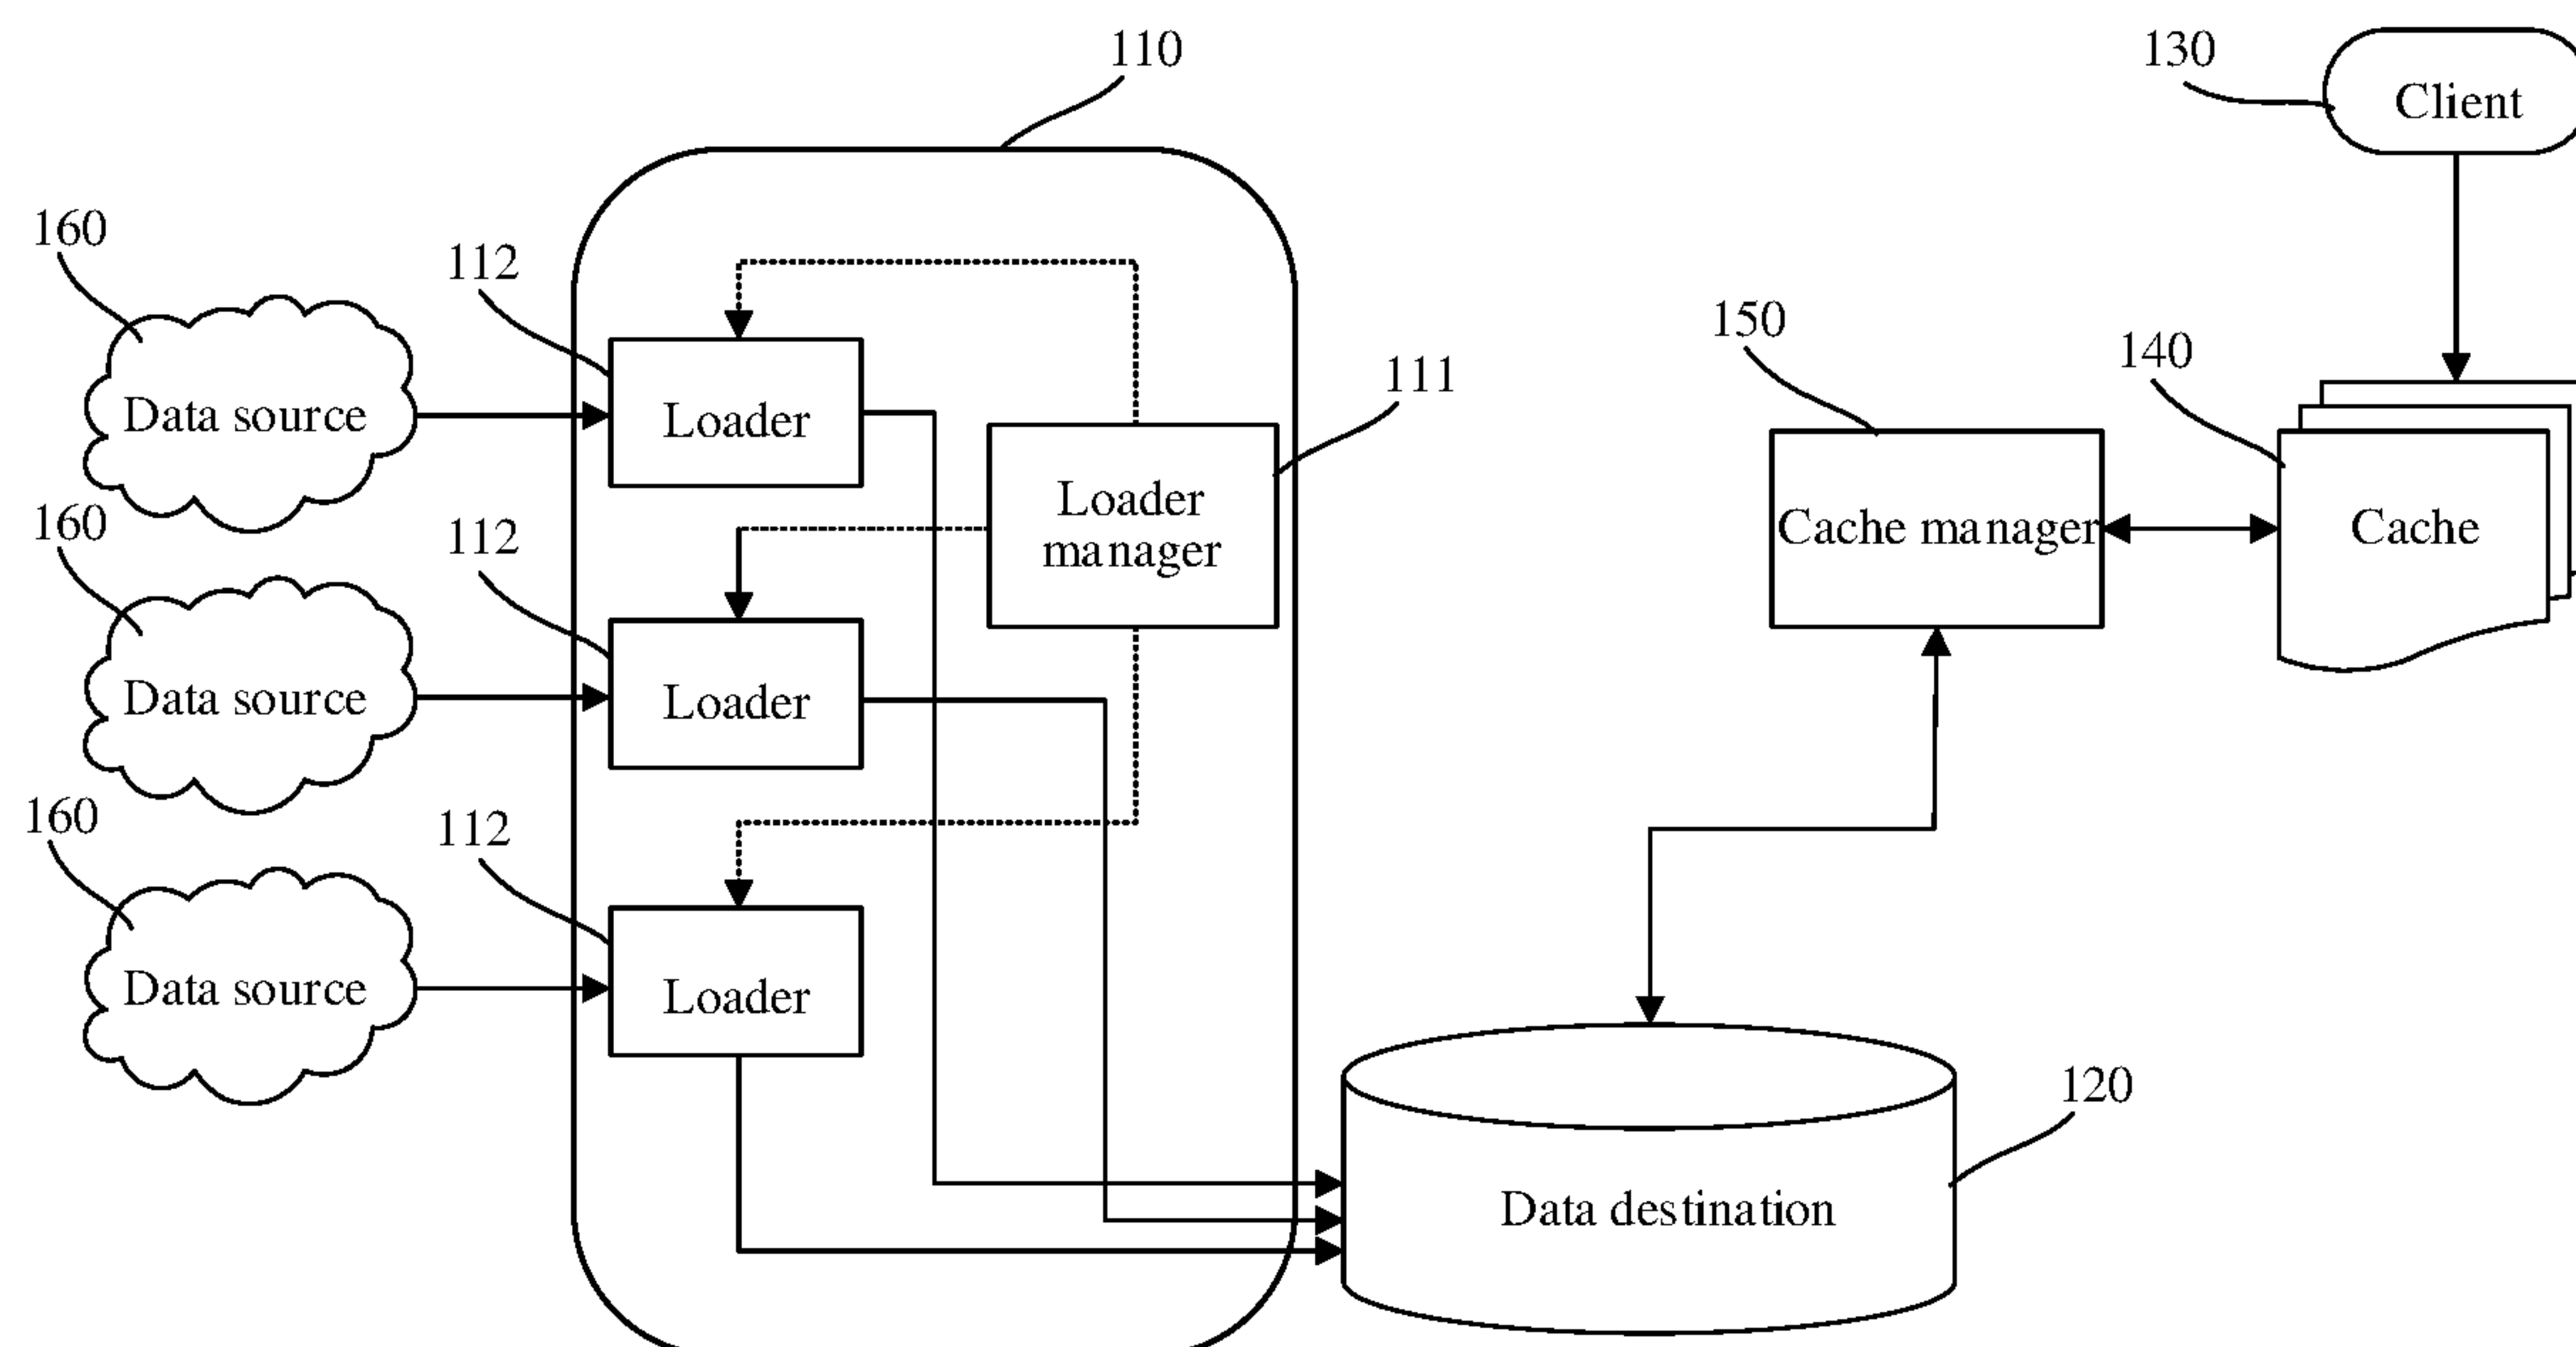 110
130
Client
160
112
Data source
Loader
111
Loader
manager
150
140
Cache manager
Cache
160
112
Data source
Loader
160
112
Data source
Loader
120
Data destination